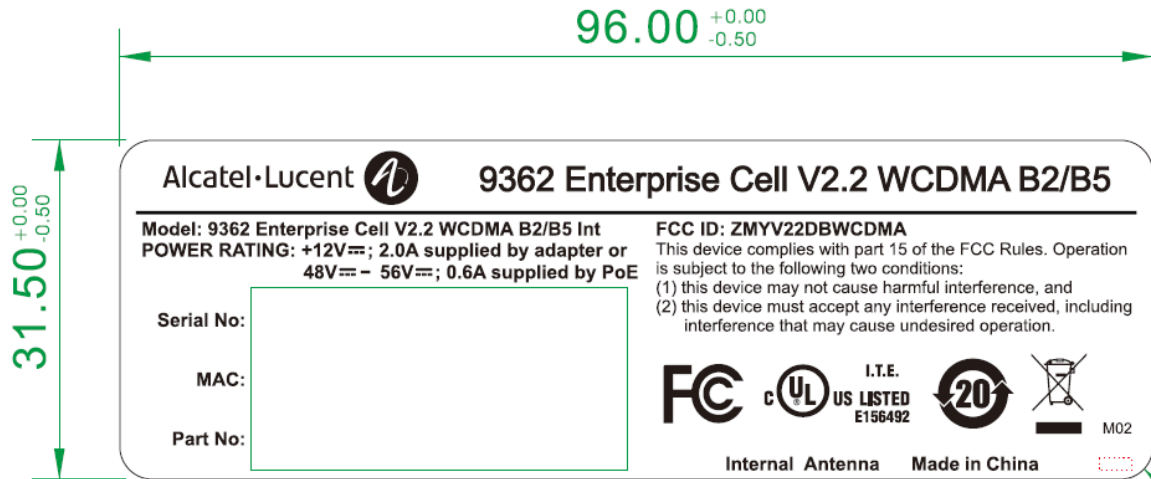 96.00 +0.00 -0.50
31.50 +0.00 -0.50
Alcatel·Lucent
9362 Enterprise Cell V2.2 WCDMA B2/B5
Model: 9362 Enterprise Cell V2.2 WCDMA B2/B5 Int
POWER RATING: +12V⎓; 2.0A supplied by adapter or
48V⎓ – 56V⎓; 0.6A supplied by PoE
Serial No:
MAC:
Part No:
FCC ID: ZMYV22DBWCDMA
This device complies with part 15 of the FCC Rules. Operation
is subject to the following two conditions:
(1) this device may not cause harmful interference, and
(2) this device must accept any interference received, including
interference that may cause undesired operation.
FC
C UL ® US LISTED
I.T.E.
E156492
20
M02
Internal Antenna Made in China